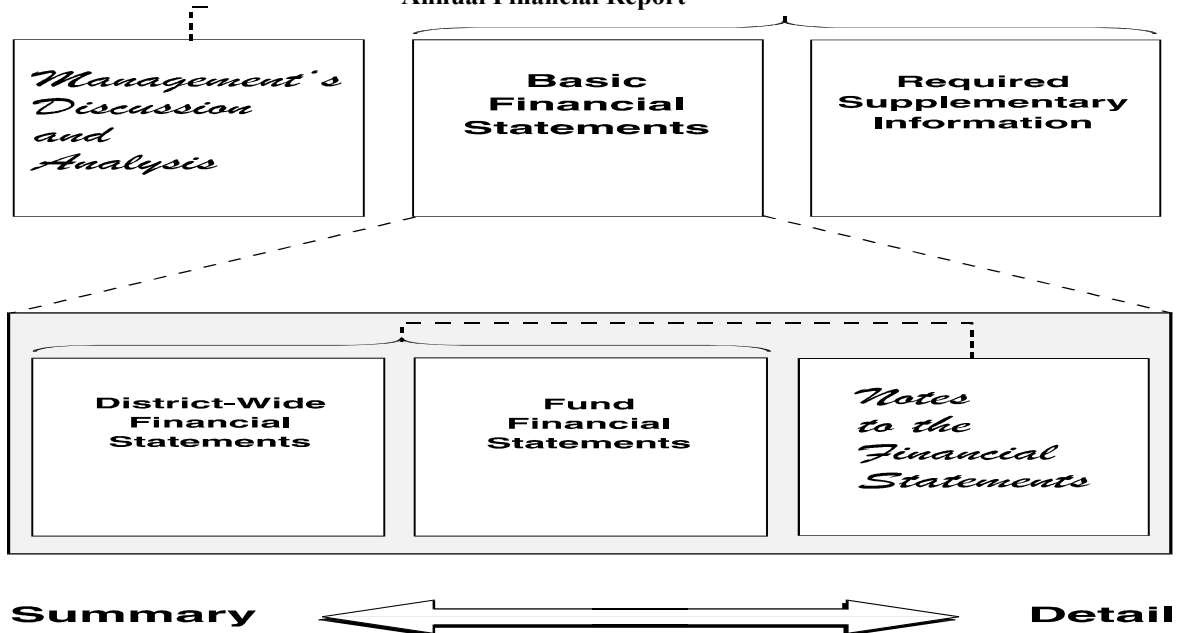 Annual Financial Report
Management's
Discussion
and
Analysis
Basic
Financial
Statements
Required
Supplementary
Information
District-Wide
Financial
Statements
Fund
Financial
Statements
Notes
to the
Financial
Statements
Summary
Detail